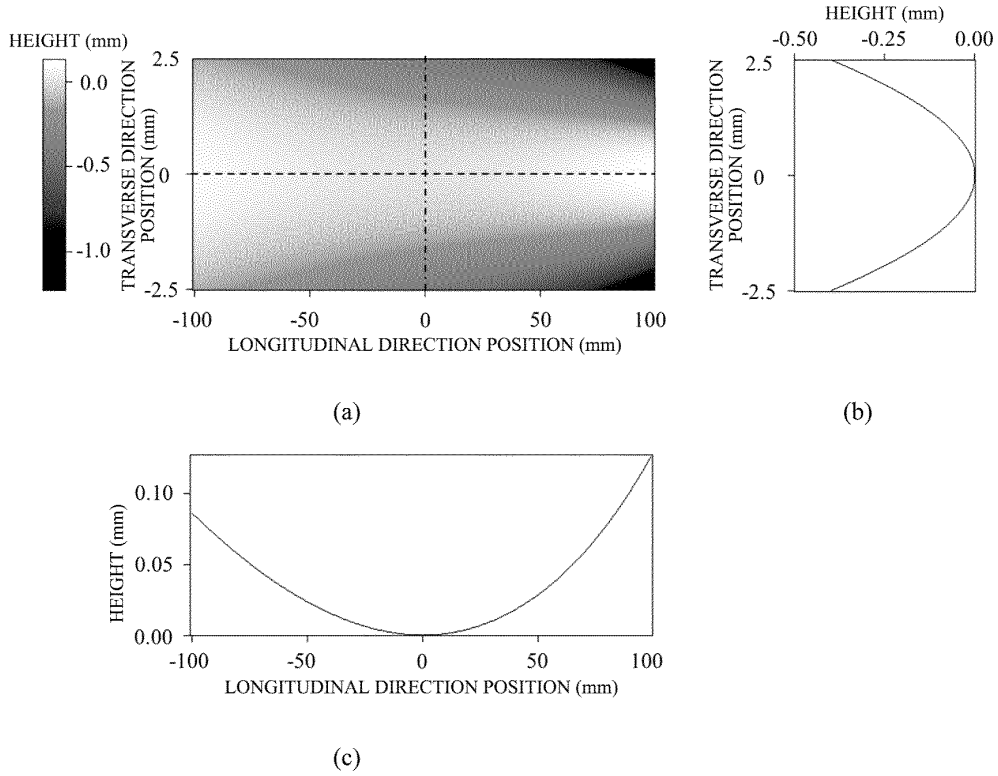 HEIGHT (mm)
0.0
-0.5
-1.0
TRANSVERSE DIRECTION
POSITION (mm)
2.5
0
-2.5
-100
-50
0
50
100
LONGITUDINAL DIRECTION POSITION (mm)
(a)
HEIGHT (mm)
-0.50
-0.25
0.00
TRANSVERSE DIRECTION
POSITION (mm)
2.5
0
-2.5
(b)
HEIGHT (mm)
0.10
0.05
0.00
-100
-50
0
50
100
LONGITUDINAL DIRECTION POSITION (mm)
(c)